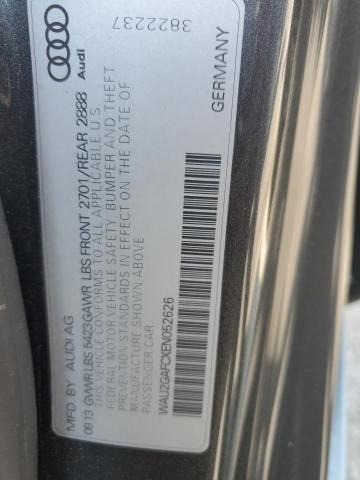 MFD. BY AUDI AG
09 13 GVWR LBS 5423 GAWR LBS FRONT 2701/REAR 2888
THIS VEHICLE CONFORMS TO ALL APPLICABLE U S
FEDERAL MOTOR VEHICLE SAFETY, BUMPER AND THEFT
PREVENTION STANDARDS IN EFFECT ON THE DATE OF
MANUFACTURE SHOWN ABOVE
PASSENGER CAR
WAU2GAFCXEN052626
Audi
3822237
GERMANY